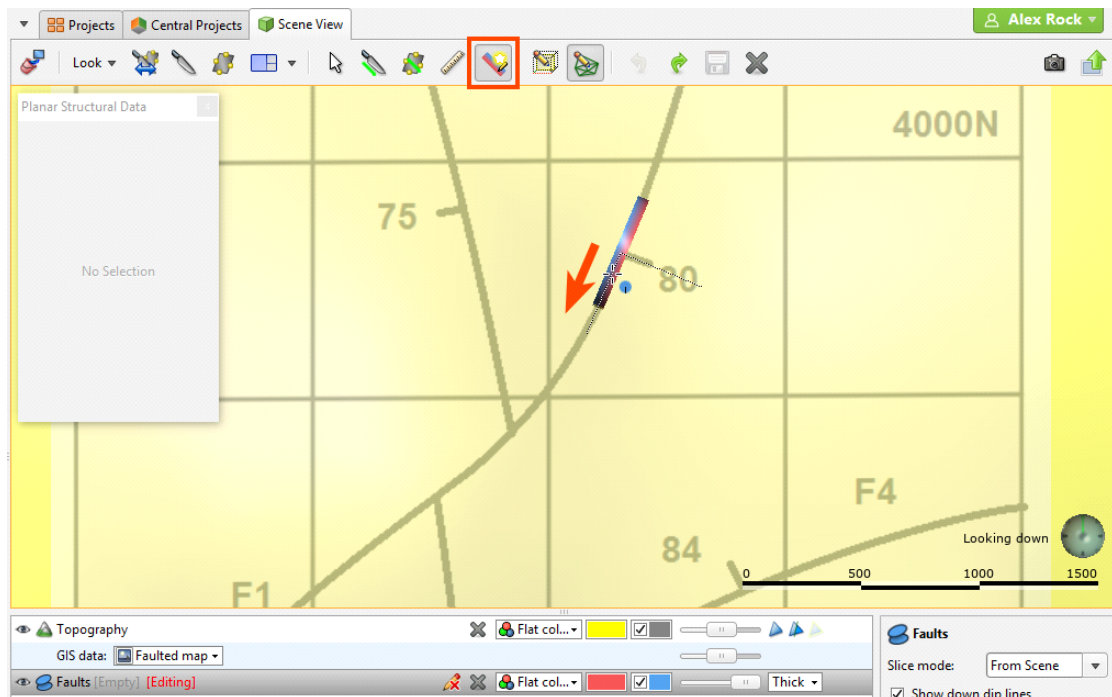 Projects Central Projects Scene View Alex Rock
Look
Planar Structural Data x
4000N
75
No Selection
80
F4
Looking down
84
0 500 1000 1500
F1
Topography Flat col...
GIS data: Faulted map
Faults [Empty] [Editing] Flat col... Thick
Faults
Slice mode: From Scene
Show down dip lines